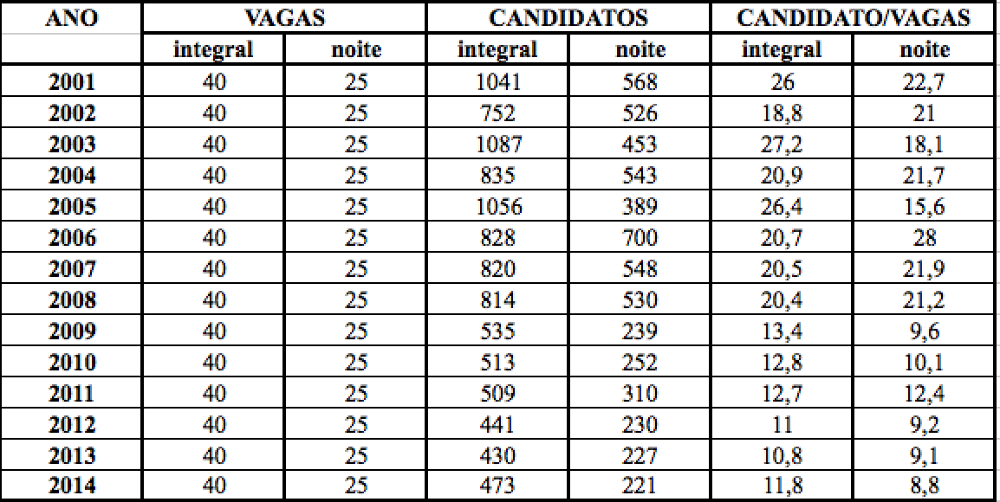 ANO VAGAS CANDIDATOS CANDIDATO/VAGAS
integral noite integral noite integral noite
2001 40 25 1041 568 26 22,7
2002 40 25 752 526 18,8 21
2003 40 25 1087 453 27,2 18,1
2004 40 25 835 543 20,9 21,7
2005 40 25 1056 389 26,4 15,6
2006 40 25 828 700 20,7 28
2007 40 25 820 548 20,5 21,9
2008 40 25 814 530 20,4 21,2
2009 40 25 535 239 13,4 9,6
2010 40 25 513 252 12,8 10,1
2011 40 25 509 310 12,7 12,4
2012 40 25 441 230 11 9,2
2013 40 25 430 227 10,8 9,1
2014 40 25 473 221 11,8 8,8